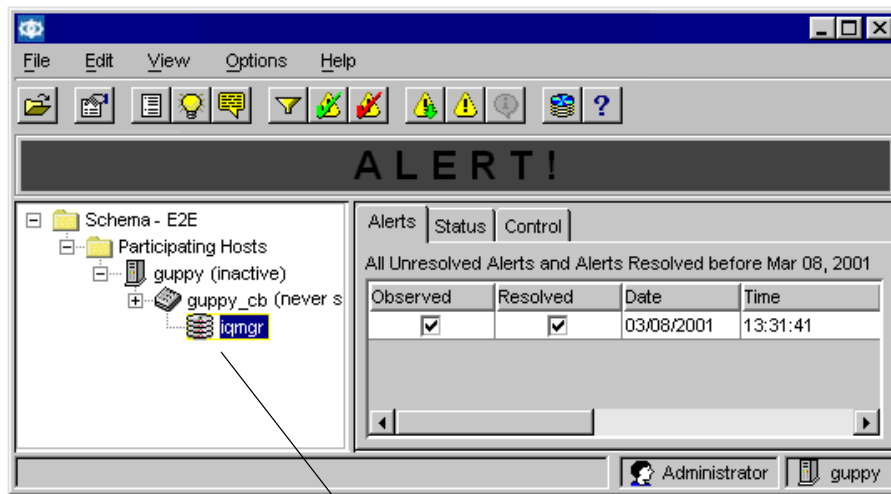 File Edit View Options Help
ALERT!
Schema - E2E
Participating Hosts
guppy (inactive)
guppy_cb (never s
iqmgr
Alerts Status Control
All Unresolved Alerts and Alerts Resolved before Mar 08, 2001
Observed Resolved Date Time
03/08/2001 13:31:41
Administrator guppy